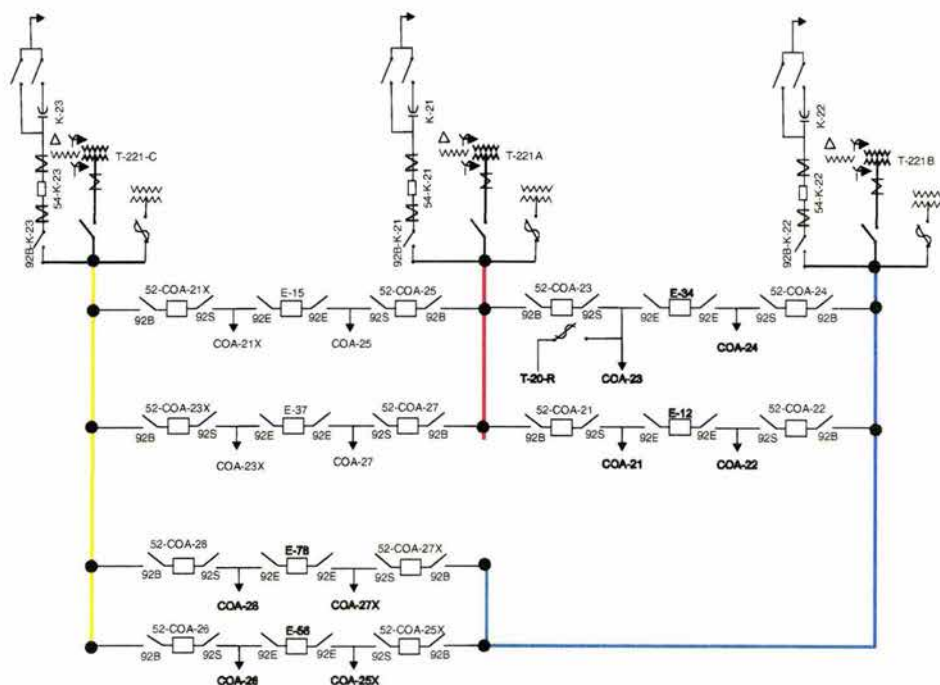 K-23
K-21
K-22
T-221-C
T-221A
T-221B
54-K-23
54-K-21
54-K-22
92B-K-23
92B-K-21
92B-K-22
52-COA-21X E-15 52-COA-25 52-COA-23 E-34 52-COA-24
92B 92S 92E 92E 92S 92B 92B 92S 92E 92E 92S 92B
COA-21X COA-25 COA-24
T-20-R COA-23
52-COA-23X E-37 52-COA-27 52-COA-21 E-12 52-COA-22
92B 92S 92E 92E 92S 92B 92B 92S 92E 92E 92S 92B
COA-23X COA-27 COA-21 COA-22
52-COA-28 E-78 52-COA-27X
92B 92S 92E 92E 92S 92B
COA-28 COA-27X
52-COA-26 E-56 52-COA-25X
92B 92S 92E 92E 92S 92B
COA-26 COA-25X